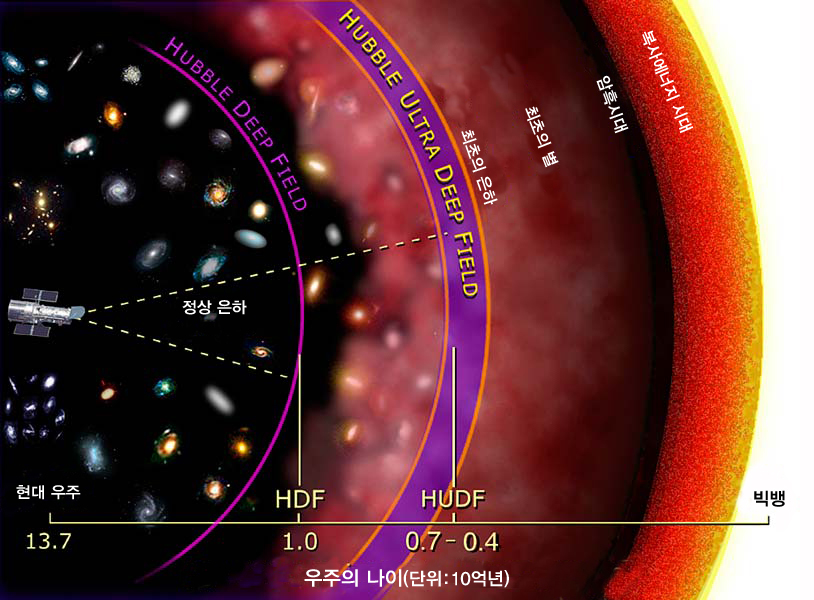 HUBBLE DEEP FIELD
HUBBLE ULTRA DEEP FIELD
최초의 은하
최초의 별
암흑시대
복사에너지 시대
정상 은하
현대 우주
HDF
HUDF
빅뱅
13.7
1.0
0.7 - 0.4
우주의 나이(단위:10억년)